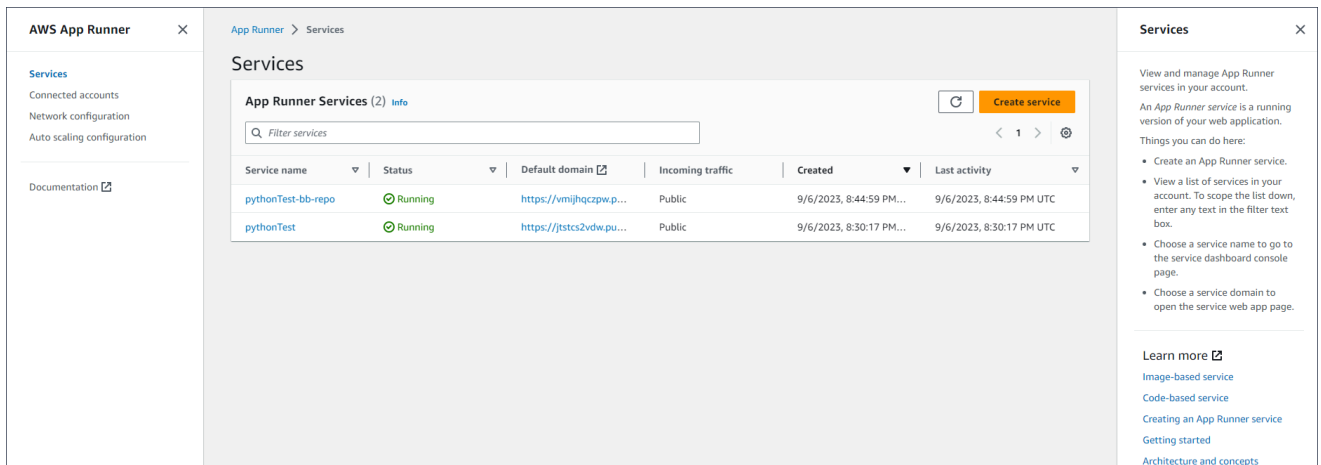 AWS App Runner
Services
Connected accounts
Network configuration
Auto scaling configuration
Documentation
App Runner > Services
Services
App Runner Services (2) Info
Create service
Filter services
< 1 >
Service name Status Default domain Incoming traffic Created Last activity
pythonTest-bb-repo Running https://vmijhqczpw.p... Public 9/6/2023, 8:44:59 PM... 9/6/2023, 8:44:59 PM UTC
pythonTest Running https://jtstcs2vdw.pu... Public 9/6/2023, 8:30:17 PM... 9/6/2023, 8:30:17 PM UTC
Services
View and manage App Runner
services in your account.
An App Runner service is a running
version of your web application.
Things you can do here:
• Create an App Runner service.
• View a list of services in your
account. To scope the list down,
enter any text in the filter text
box.
• Choose a service name to go to
the service dashboard console
page.
• Choose a service domain to
open the service web app page.
Learn more
Image-based service
Code-based service
Creating an App Runner service
Getting started
Architecture and concepts